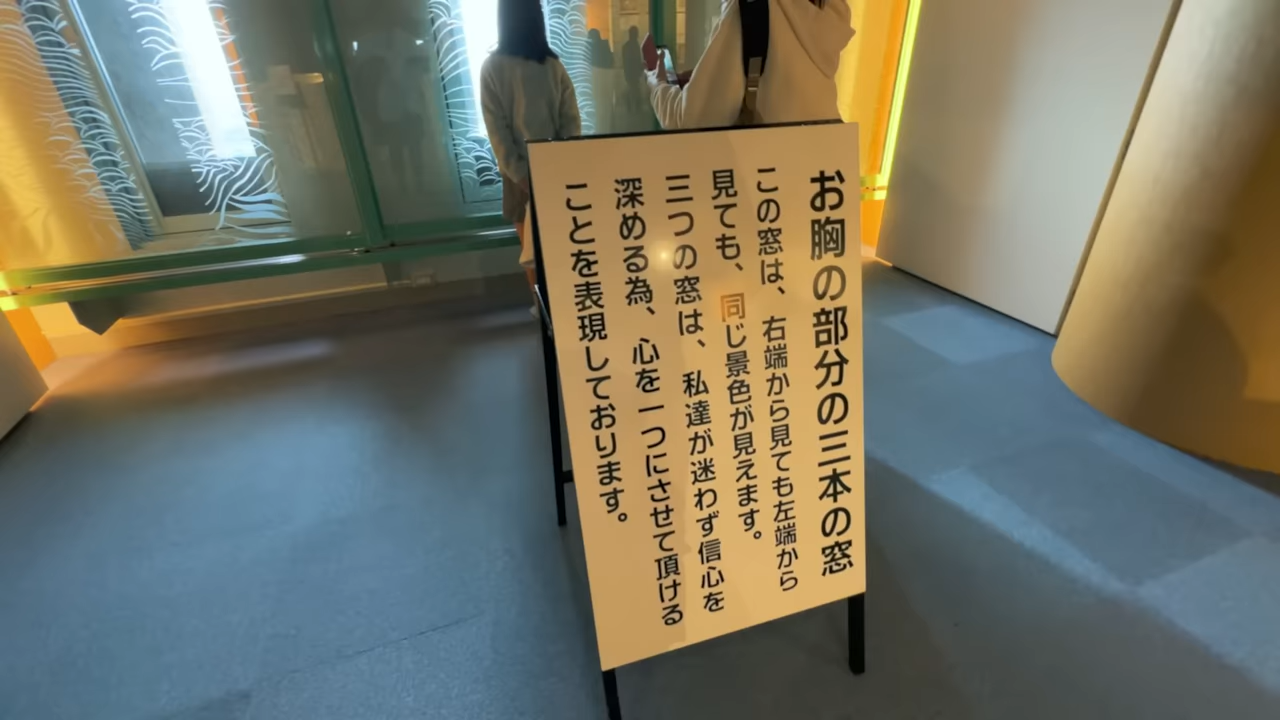 お胸の部分の三本の窓
この窓は、右端から見ても左端から
見ても、同じ景色が見えます。
三つの窓は、私達が迷わず信心を
深める為、心を一つにさせて頂ける
ことを表現しております。